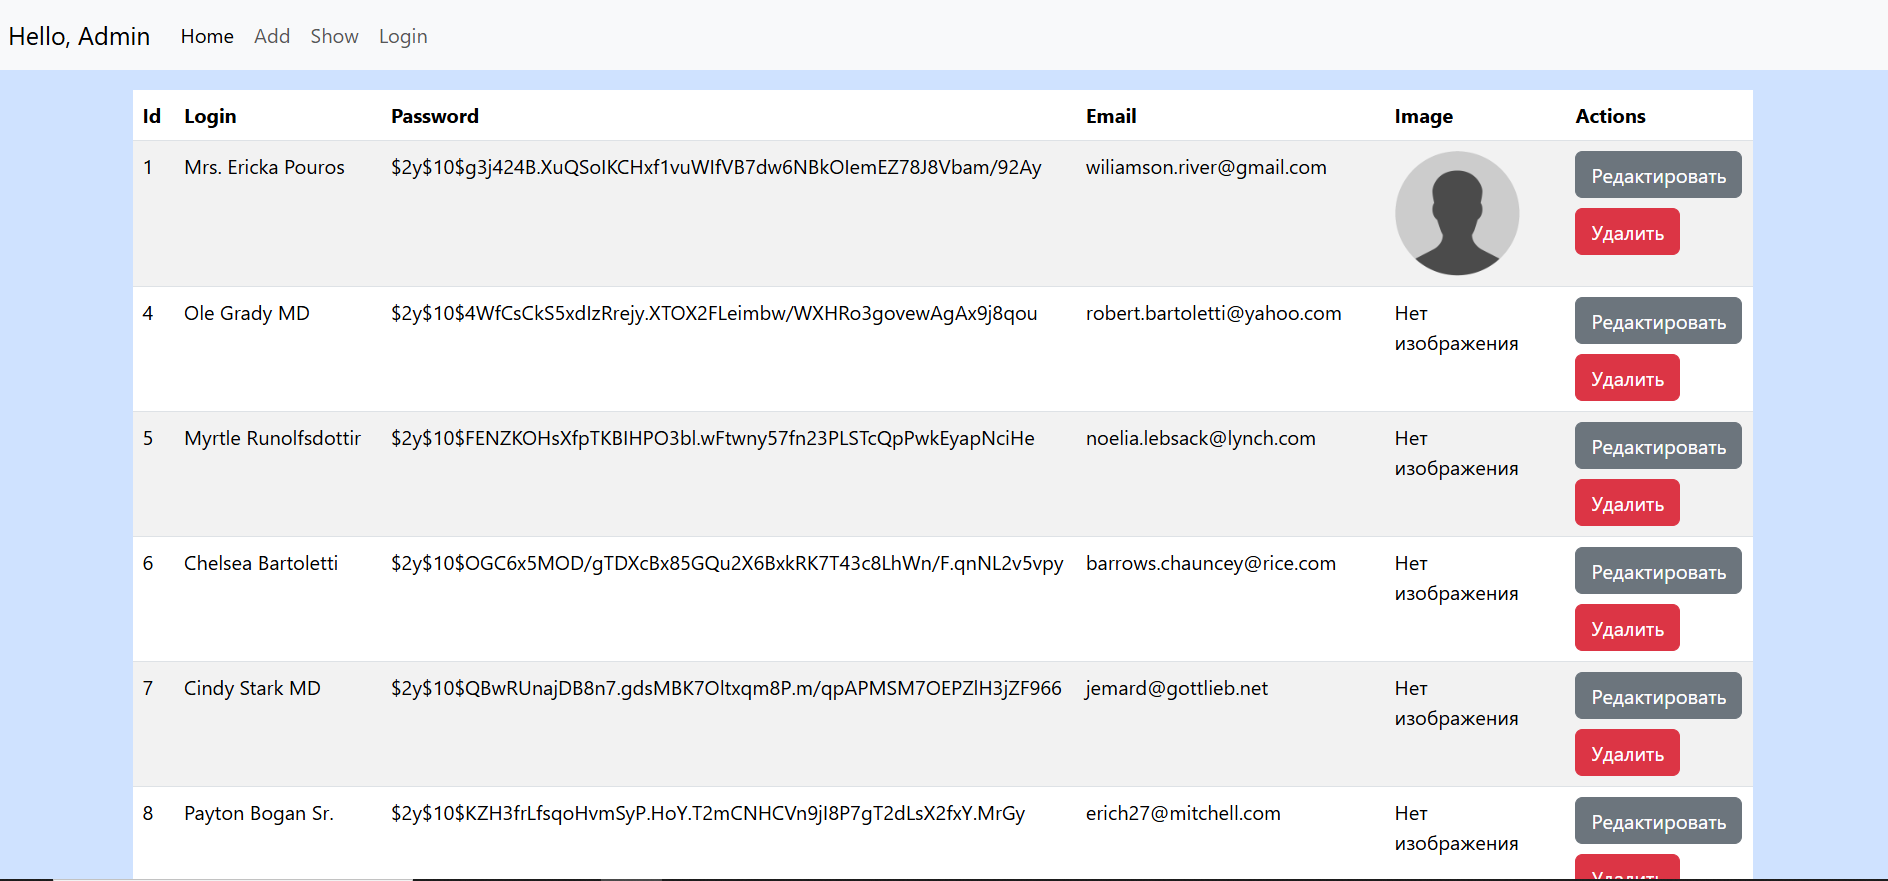 Hello, Admin Home Add Show Login
Id Login Password Email Image Actions
1 Mrs. Ericka Pouros $2y$10$g3j424B.XuQSoIKCHxf1vuWIfVB7dw6NBkOIemEZ78J8Vbam/92Ay wiliamson.river@gmail.com Редактировать
Удалить
4 Ole Grady MD $2y$10$4WfCsCkS5xdIzRrejy.XTOX2FLeimbw/WXHRo3govewAgAx9j8qou robert.bartoletti@yahoo.com Нет Редактировать
изображения
Удалить
5 Myrtle Runolfsdottir $2y$10$FENZKOHsXfpTKBIHPO3bl.wFtwny57fn23PLSTcQpPwkEyapNciHe noelia.lebsack@lynch.com Нет Редактировать
изображения
Удалить
6 Chelsea Bartoletti $2y$10$OGC6x5MOD/gTDXcBx85GQu2X6BxkRK7T43c8LhWn/F.qnNL2v5vpy barrows.chauncey@rice.com Нет Редактировать
изображения
Удалить
7 Cindy Stark MD $2y$10$QBwRUnajDB8n7.gdsMBK7Oltxqm8P.m/qpAPMSM7OEPZlH3jZF966 jemard@gottlieb.net Нет Редактировать
изображения
Удалить
8 Payton Bogan Sr. $2y$10$KZH3frLfsqoHvmSyP.HoY.T2mCNHCVn9jI8P7gT2dLsX2fxY.MrGy erich27@mitchell.com Нет Редактировать
изображения
Удалить